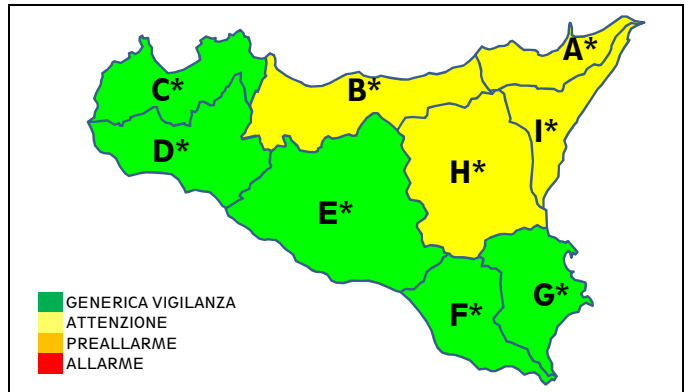 A*
C*
B*
I*
D*
H*
E*
G*
F*
GENERICA VIGILANZA
ATTENZIONE
PREALLARME
ALLARME